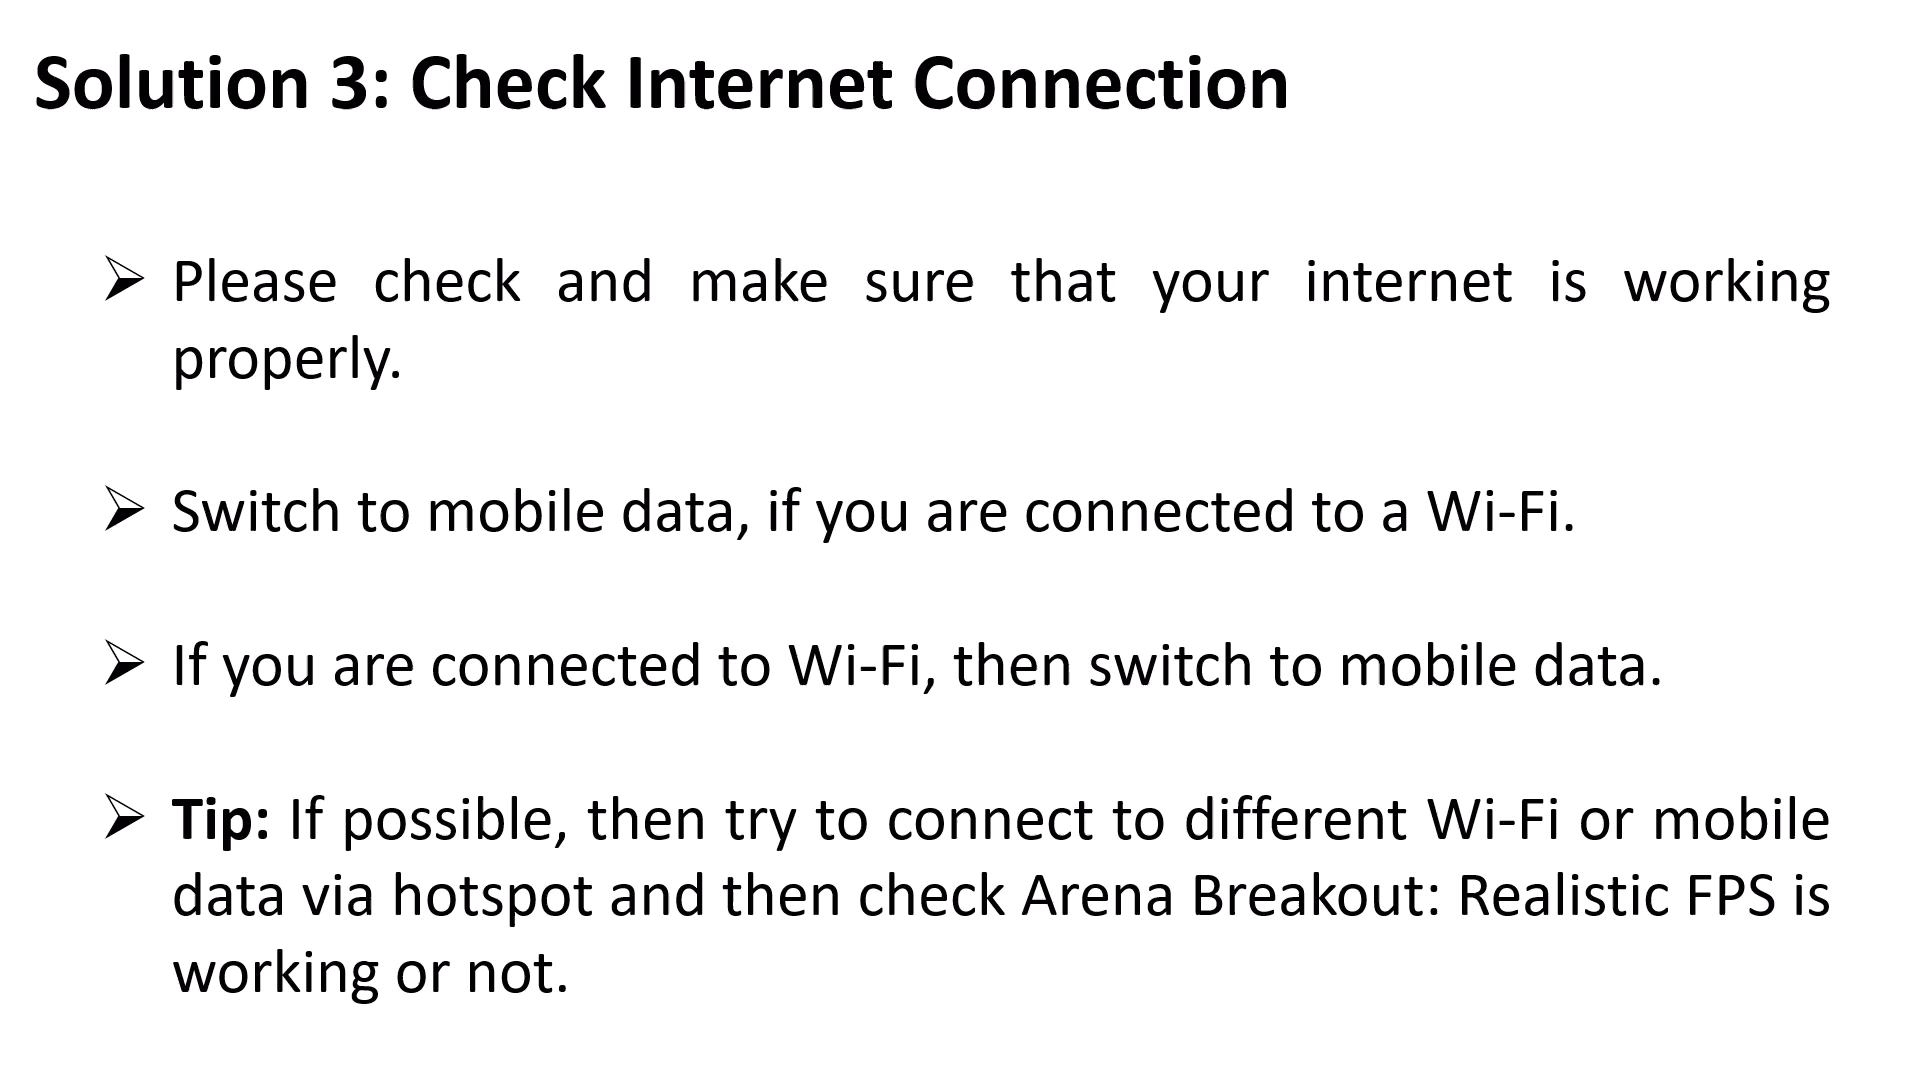 Solution 3: Check Internet Connection
➢ Please check and make sure that your internet is working
properly.
➢ Switch to mobile data, if you are connected to a Wi-Fi.
➢ If you are connected to Wi-Fi, then switch to mobile data.
➢ Tip: If possible, then try to connect to different Wi-Fi or mobile
data via hotspot and then check Arena Breakout: Realistic FPS is
working or not.